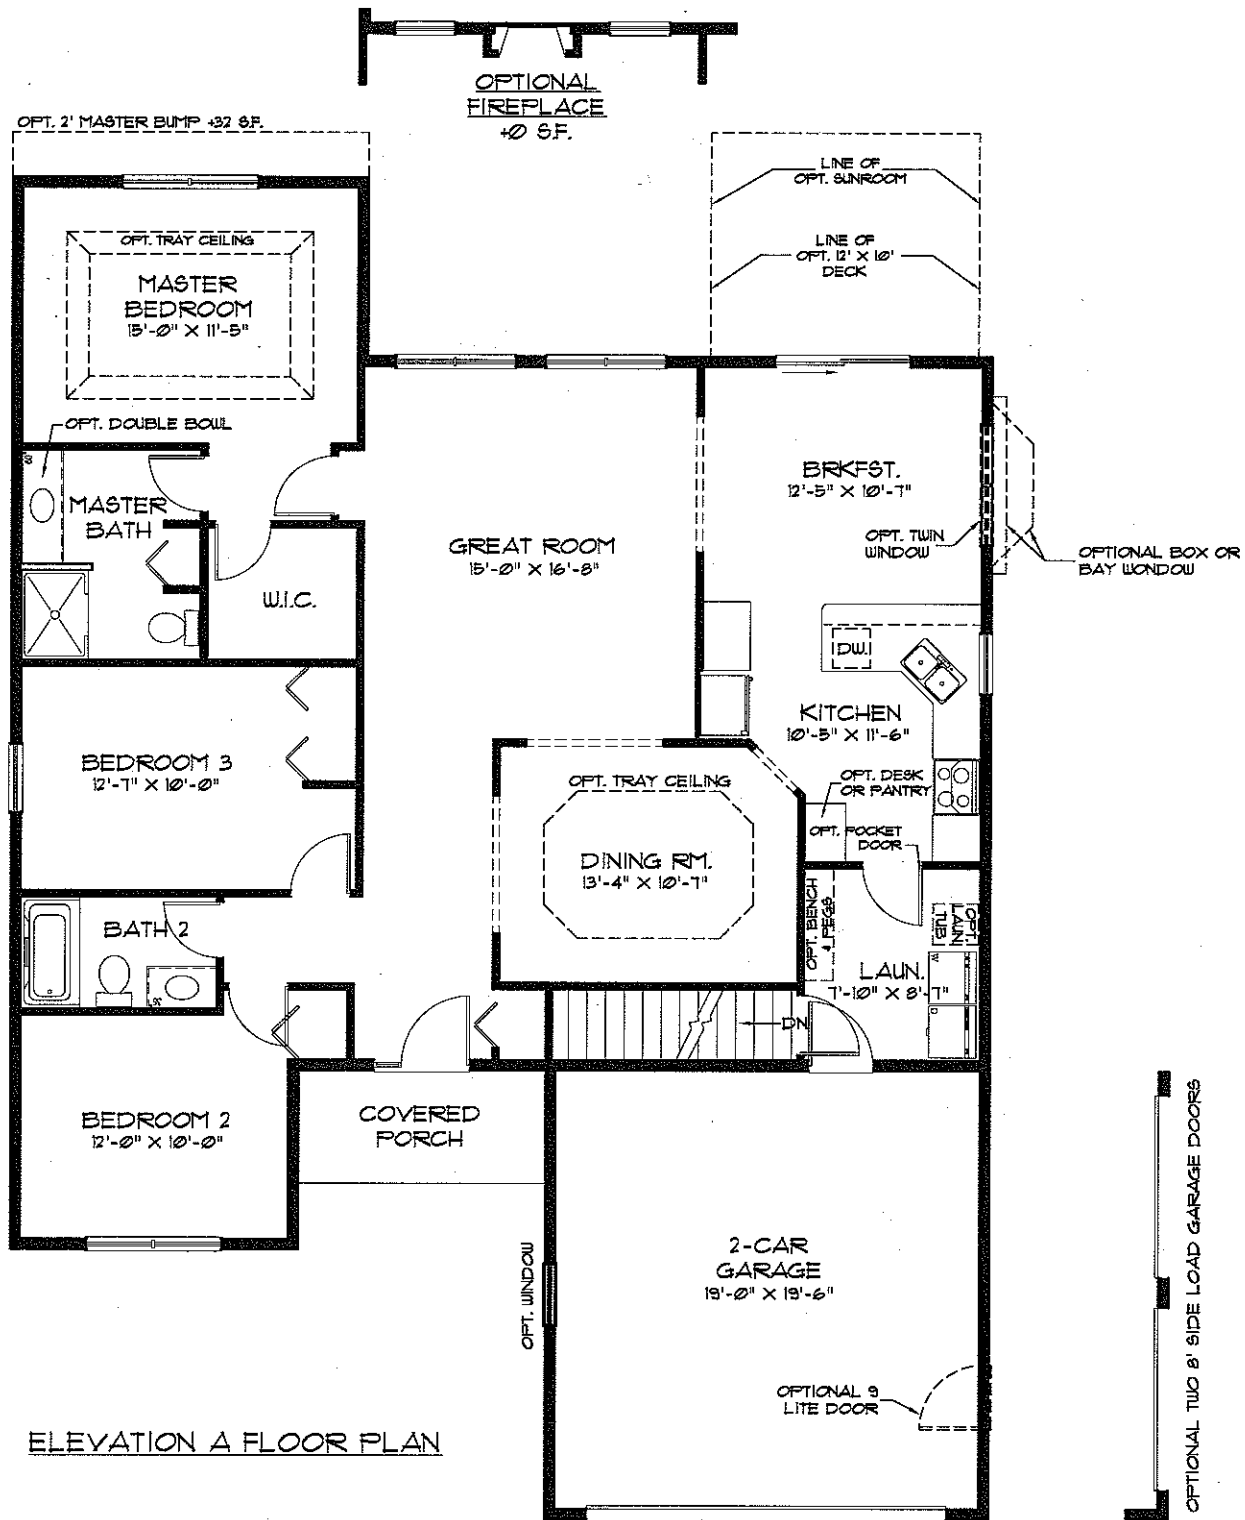 OPTIONAL
FIREPLACE
+0 S.F.
OPT. 2' MASTER BUMP +32 S.F.
LINE OF
OPT. SUNROOM
LINE OF
OPT. 12' X 10'
DECK
OPT. TRAY CEILING
MASTER
BEDROOM
15'-0" X 11'-5"
OPT. DOUBLE BOWL
MASTER
BATH
W.I.C.
GREAT ROOM
15'-0" X 16'-8"
BRKFST.
12'-5" X 10'-7"
OPT. TWIN
WINDOW
OPTIONAL BOX OR
BAY WONDOW
D.W.
KITCHEN
10'-5" X 11'-6"
OPT. DESK
OR PANTRY
OPT. POCKET
DOOR
BEDROOM 3
12'-7" X 10'-0"
OPT. TRAY CEILING
DINING RM.
13'-4" X 10'-7"
OPT. BENCH
& PEGS
OPT.
LAUN
TUB
LAUN.
7'-10" X 8'-7"
W
BATH 2
DN
BEDROOM 2
12'-0" X 10'-0"
COVERED
PORCH
OPT. WINDOW
2-CAR
GARAGE
19'-0" X 19'-6"
OPTIONAL 9
LITE DOOR
OPTIONAL TWO 8' SIDE LOAD GARAGE DOORS
ELEVATION A FLOOR PLAN